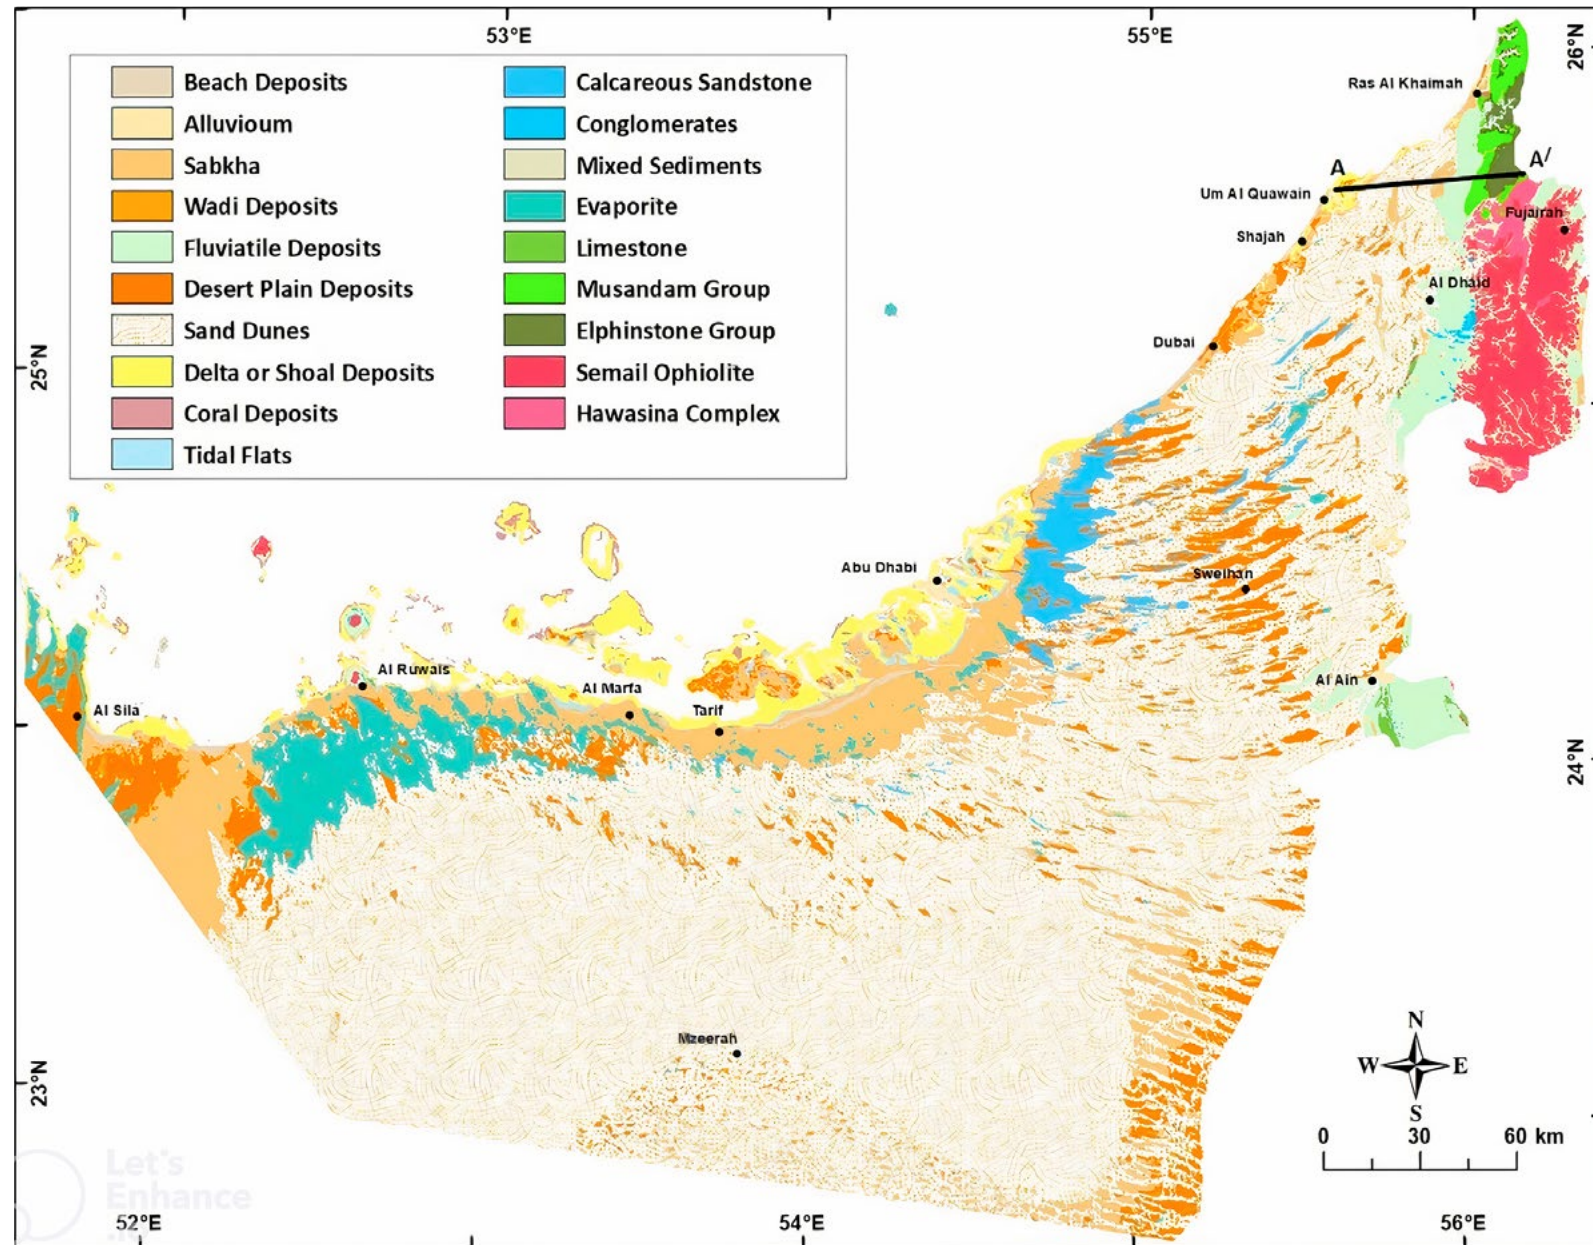 53°E
55°E
26°N
Beach Deposits
Alluvioum
Sabkha
Wadi Deposits
Fluviatile Deposits
Desert Plain Deposits
Sand Dunes
Delta or Shoal Deposits
Coral Deposits
Tidal Flats
Calcareous Sandstone
Conglomerates
Mixed Sediments
Evaporite
Limestone
Musandam Group
Elphinstone Group
Semail Ophiolite
Hawasina Complex
Ras Al Khaimah
A
A/
Um Al Quawain
Fujairah
Shajah
Al Dhaid
Dubai
25°N
Abu Dhabi
Sweihan
Al Ruwais
Al Ain
Al Marfa
Al Sila
Tarif
24°N
Mzeerah
N
W
E
S
23°N
0 30 60 km
Let's
Enhance
52°E
54°E
56°E